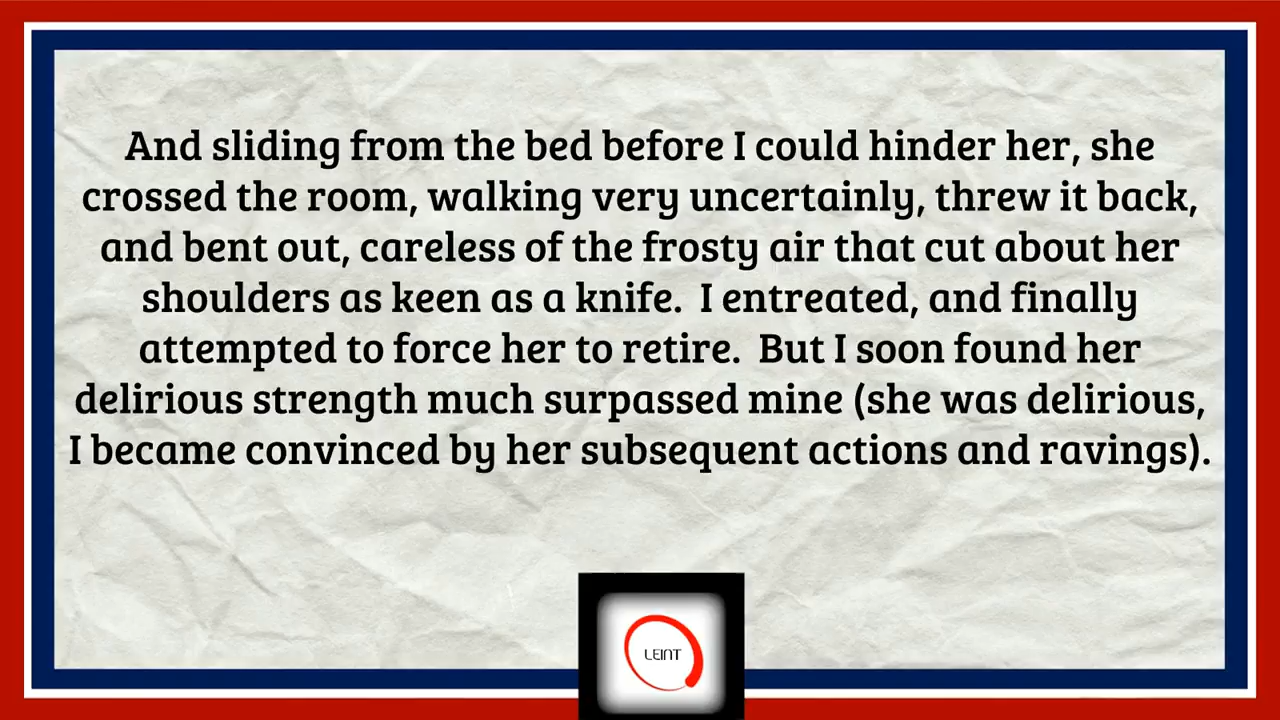 And sliding from the bed before I could hinder her, she
crossed the room, walking very uncertainly, threw it back,
and bent out, careless of the frosty air that cut about her
shoulders as keen as a knife.  I entreated, and finally
attempted to force her to retire.  But I soon found her
delirious strength much surpassed mine (she was delirious,
I became convinced by her subsequent actions and ravings).
LEINT